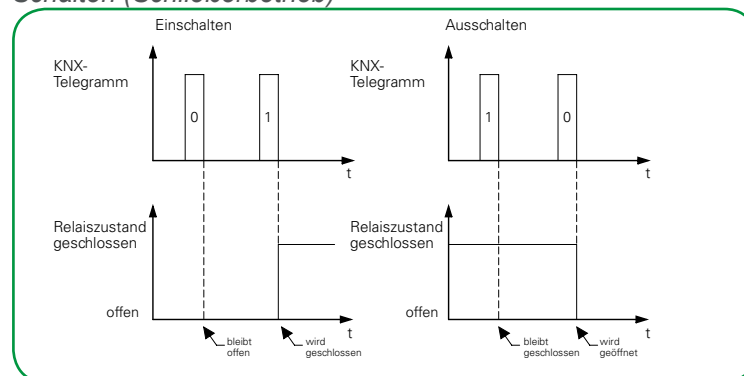 Schalten (Schließerbetrieb)
Einschalten
KNX-
Telegramm
0
1
t
Relaiszustand
geschlossen
offen
t
bleibt
offen
wird
geschlossen
Ausschalten
KNX-
Telegramm
1
0
t
Relaiszustand
geschlossen
offen
t
bleibt
geschlossen
wird
geöffnet